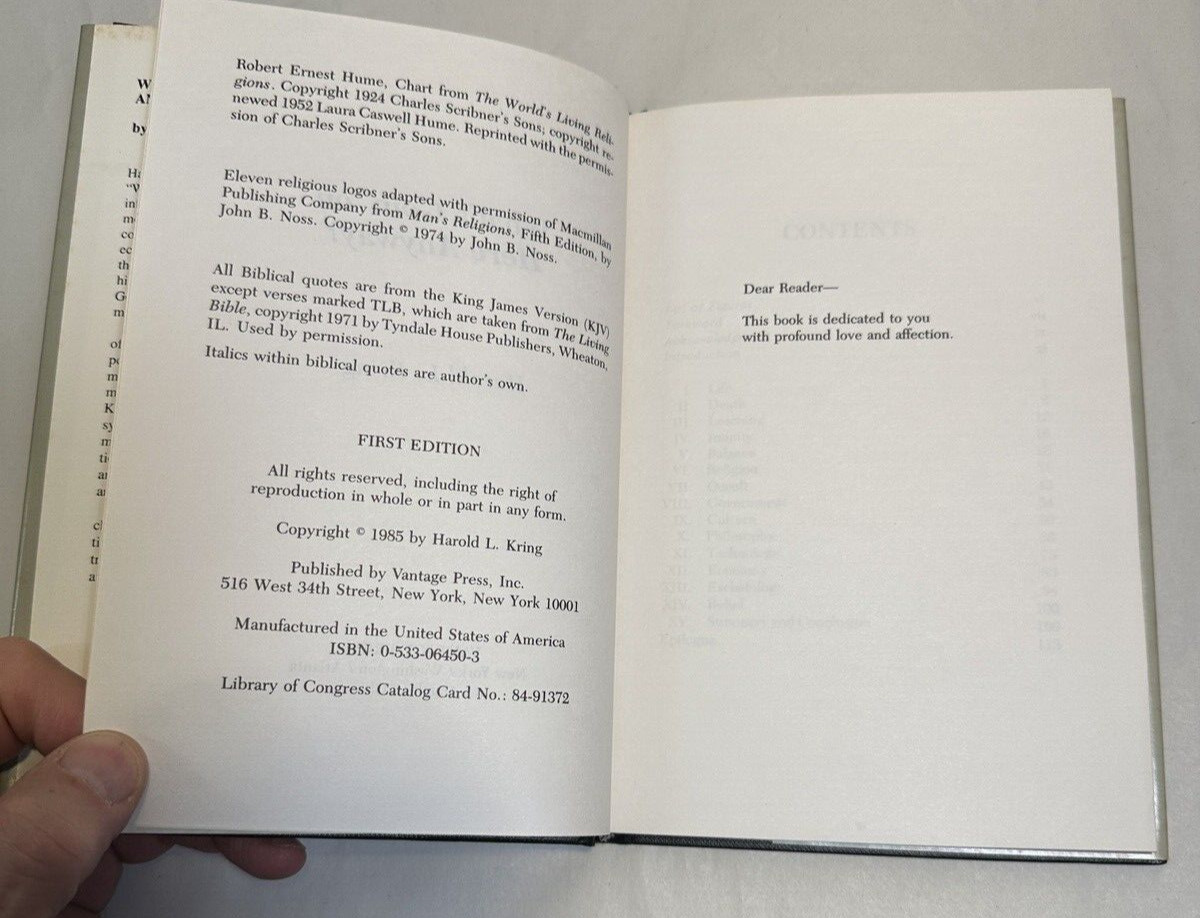 Robert Ernest Hume, Chart from The World's Living Reli-
gions. Copyright 1924 Charles Scribner's Sons; copyright re-
newed 1952 Laura Caswell Hume. Reprinted with the permis-
sion of Charles Scribner's Sons.
Eleven religious logos adapted with permission of Macmillan
Publishing Company from Man's Religions, Fifth Edition, by
John B. Noss. Copyright © 1974 by John B. Noss.
All Biblical quotes are from the King James Version (KJV)
except verses marked TLB, which are taken from The Living
Bible, copyright 1971 by Tyndale House Publishers, Wheaton,
IL. Used by permission.
Italics within biblical quotes are author's own.
FIRST EDITION
All rights reserved, including the right of
reproduction in whole or in part in any form.
Copyright © 1985 by Harold L. Kring
Published by Vantage Press, Inc.
516 West 34th Street, New York, New York 10001
Manufactured in the United States of America
ISBN: 0-533-06450-3
Library of Congress Catalog Card No.: 84-91372
CONTENTS
Dear Reader—
This book is dedicated to you
with profound love and affection.